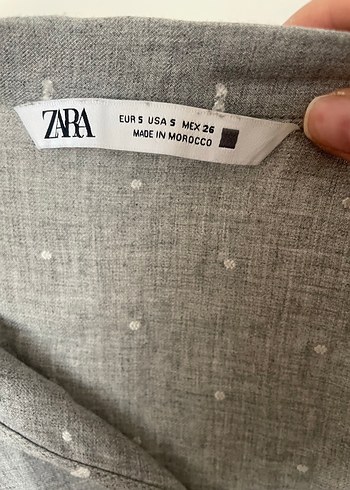 ZARA
EUR S USA S MEX 26
MADE IN MOROCCO